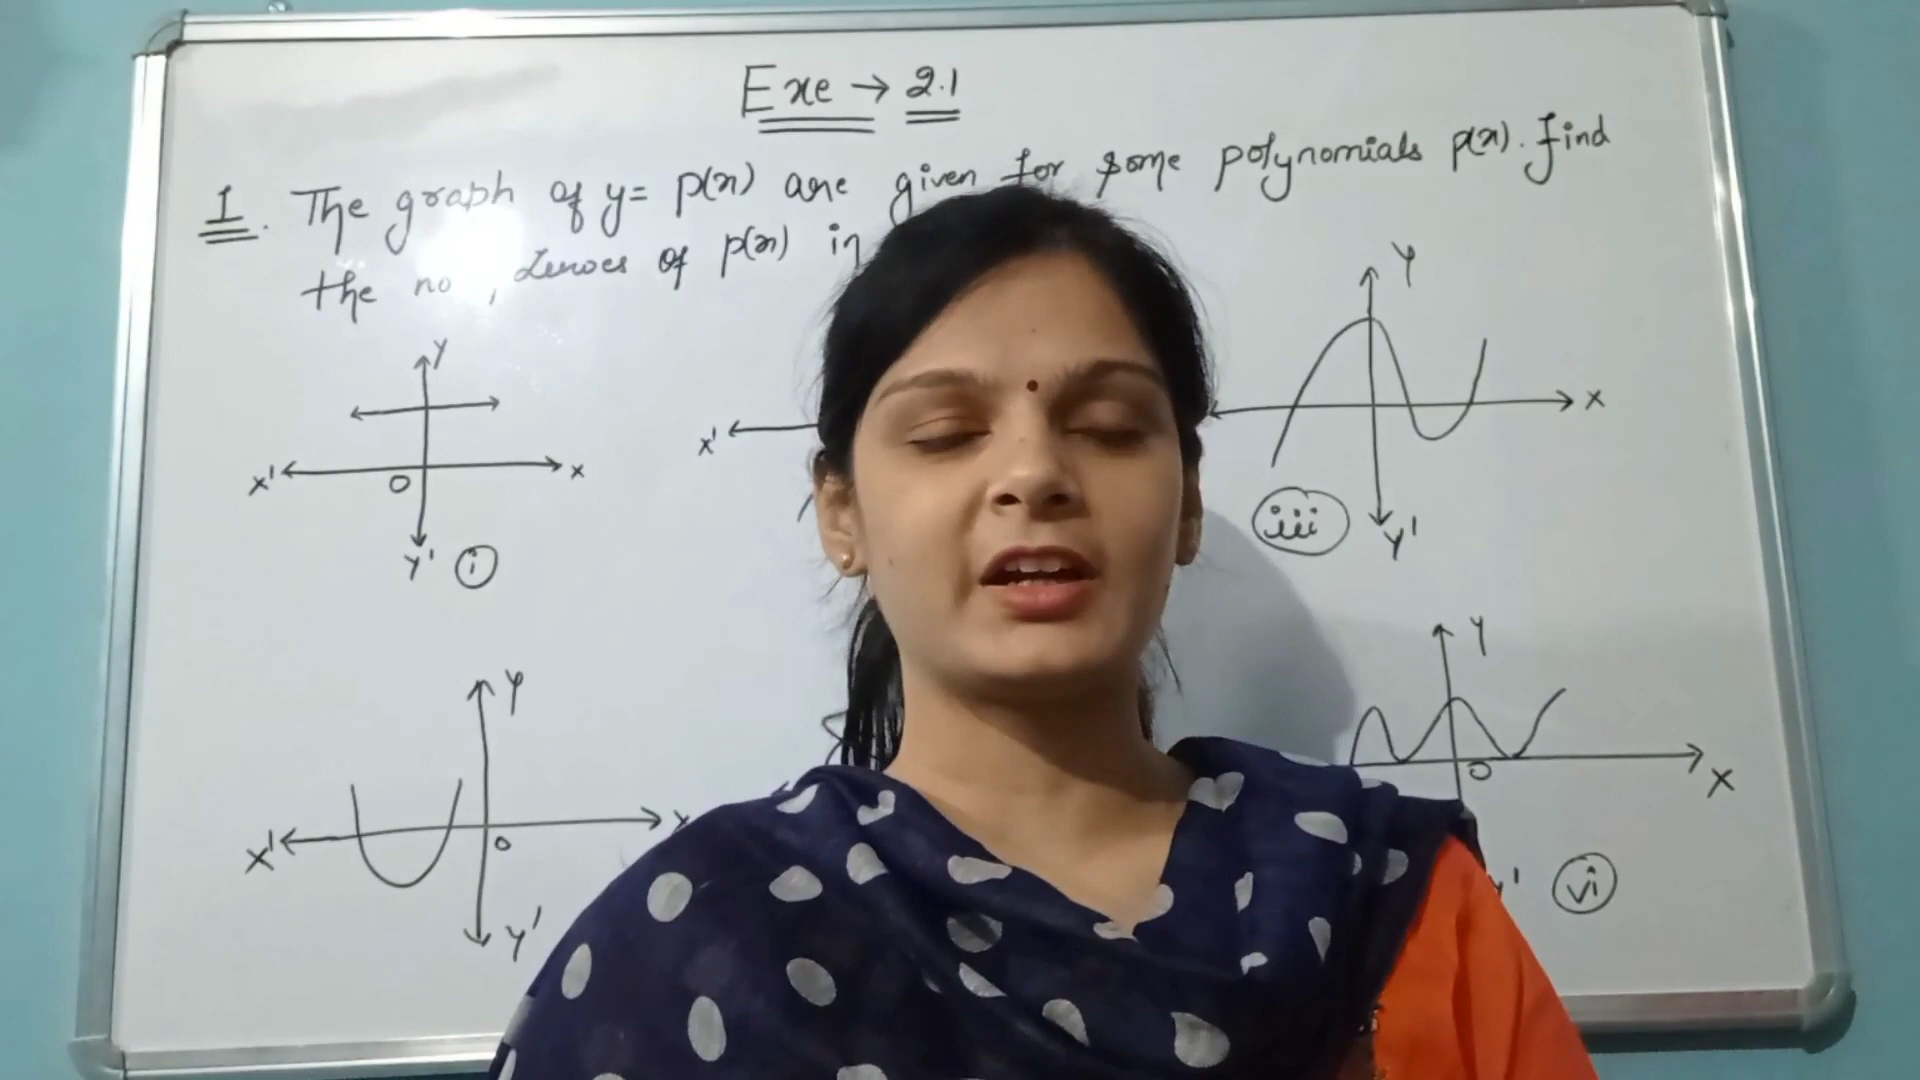 Exe → 2.1
1. The graph of y= p(x) are given for some polynomials p(x). find
the no , Zeroes of p(x) in
Y
X' X
O
Y' i
X'
Y
X
iii
Y'
Y
X'
O
Y'
Y
O
X
vi